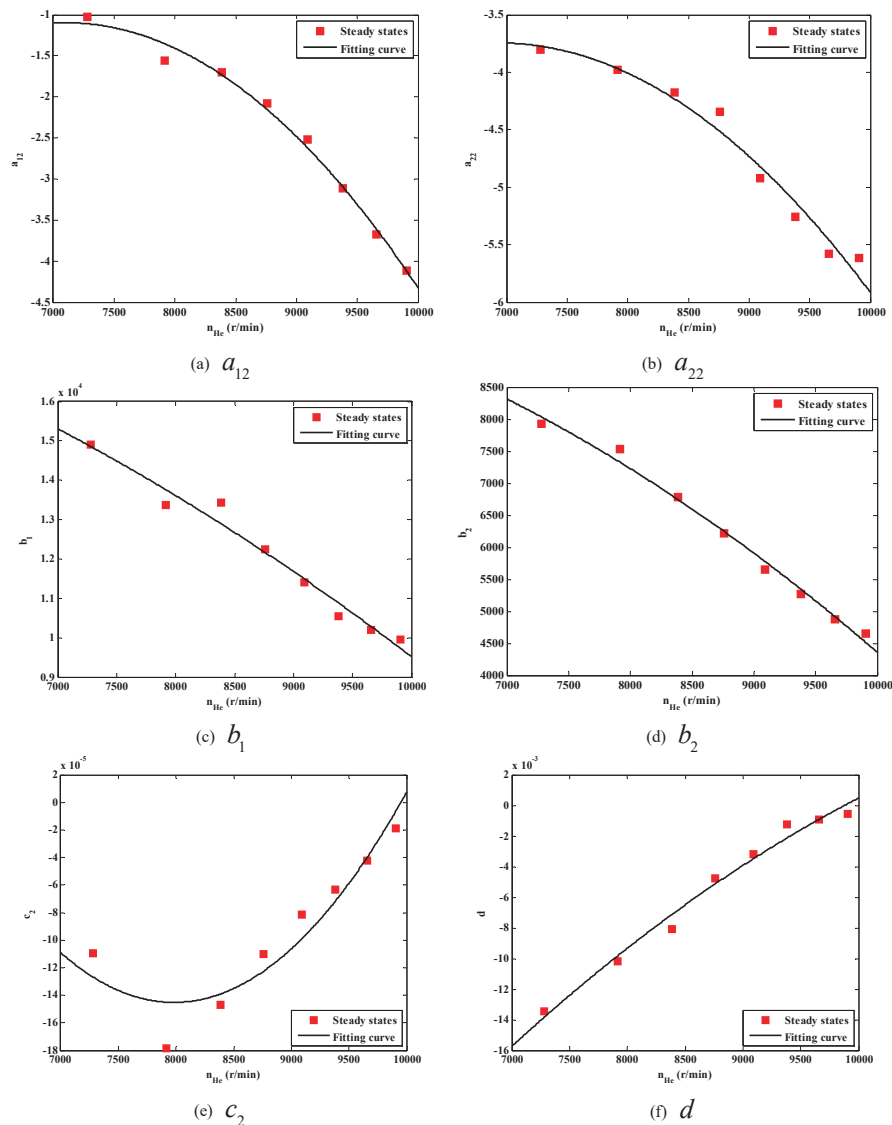 -1
-1.5
-2
-2.5
-3
-3.5
-4
-4.5
a12
7000 7500 8000 8500 9000 9500 10000
nHe (r/min)
Steady states
Fitting curve
(a) a12
-3.5
-4
-4.5
-5
-5.5
-6
a22
7000 7500 8000 8500 9000 9500 10000
nHe (r/min)
Steady states
Fitting curve
(b) a22
x 10^4
1.6
1.5
1.4
1.3
1.2
1.1
1
0.9
b1
7000 7500 8000 8500 9000 9500 10000
nHe (r/min)
Steady states
Fitting curve
(c) b1
8500
8000
7500
7000
6500
6000
5500
5000
4500
4000
b2
7000 7500 8000 8500 9000 9500 10000
nHe (r/min)
Steady states
Fitting curve
(d) b2
x 10^-5
2
0
-2
-4
-6
-8
-10
-12
-14
-16
-18
c2
7000 7500 8000 8500 9000 9500 10000
nHe (r/min)
Steady states
Fitting curve
(e) c2
x 10^-3
2
0
-2
-4
-6
-8
-10
-12
-14
-16
d
7000 7500 8000 8500 9000 9500 10000
nHe (r/min)
Steady states
Fitting curve
(f) d